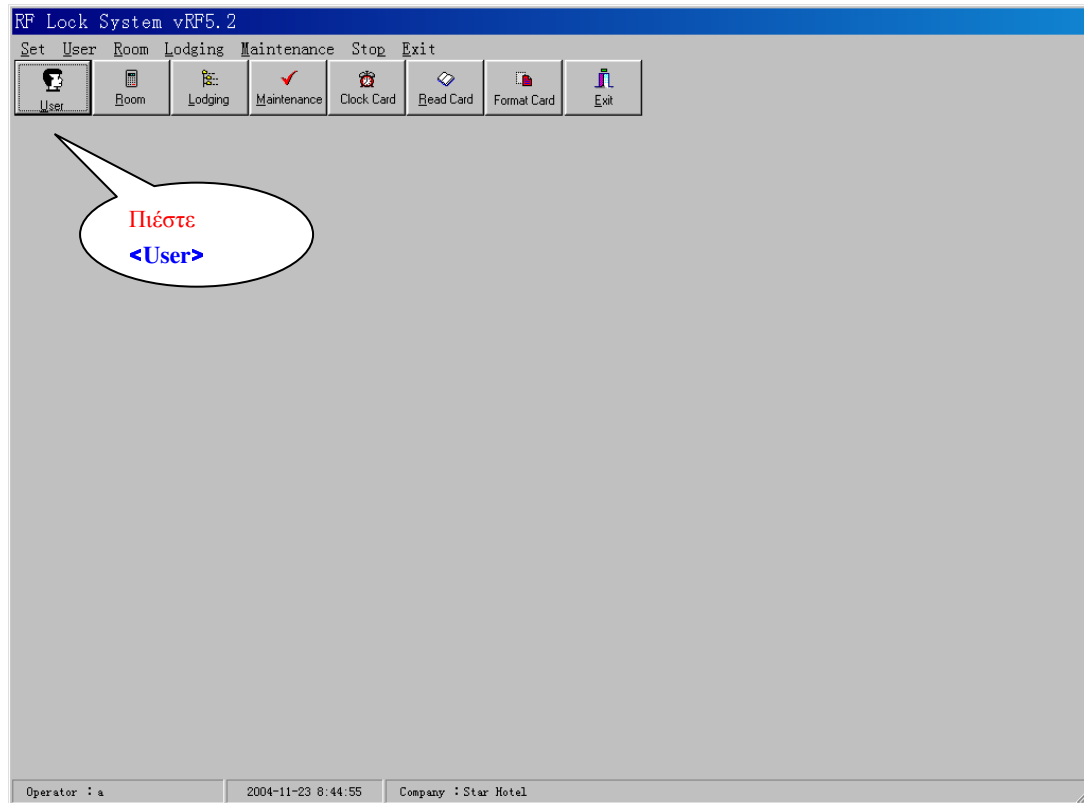 RF Lock System vRF5.2
Set User Room Lodging Maintenance Stop Exit
User Room Lodging Maintenance Clock Card Read Card Format Card Exit
Πιέστε
<User>
Operator : a 2004-11-23 8:44:55 Company : Star Hotel